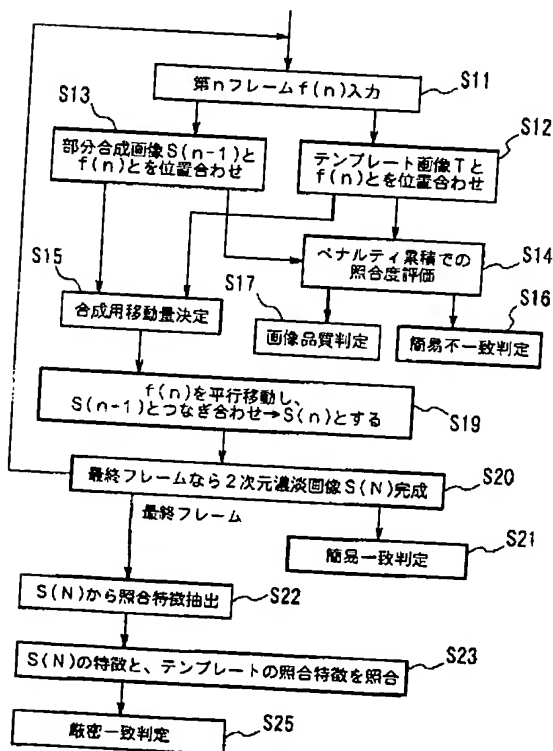 第nフレームf(n)入力
S11
S13
部分合成画像S(n-1)と
f(n)とを位置合わせ
S12
テンプレート画像Tと
f(n)とを位置合わせ
S15
合成用移動量決定
ペナルティ累積での
照合度評価
S14
S17
画像品質判定
S16
簡易不一致判定
f(n)を平行移動し、
S(n-1)とつなぎ合わせ→S(n)とする
S19
最終フレームなら2次元濃淡画像S(N)完成
S20
最終フレーム
簡易一致判定
S21
S(N)から照合特徴抽出
S22
S(N)の特徴と、テンプレートの照合特徴を照合
S23
厳密一致判定
S25